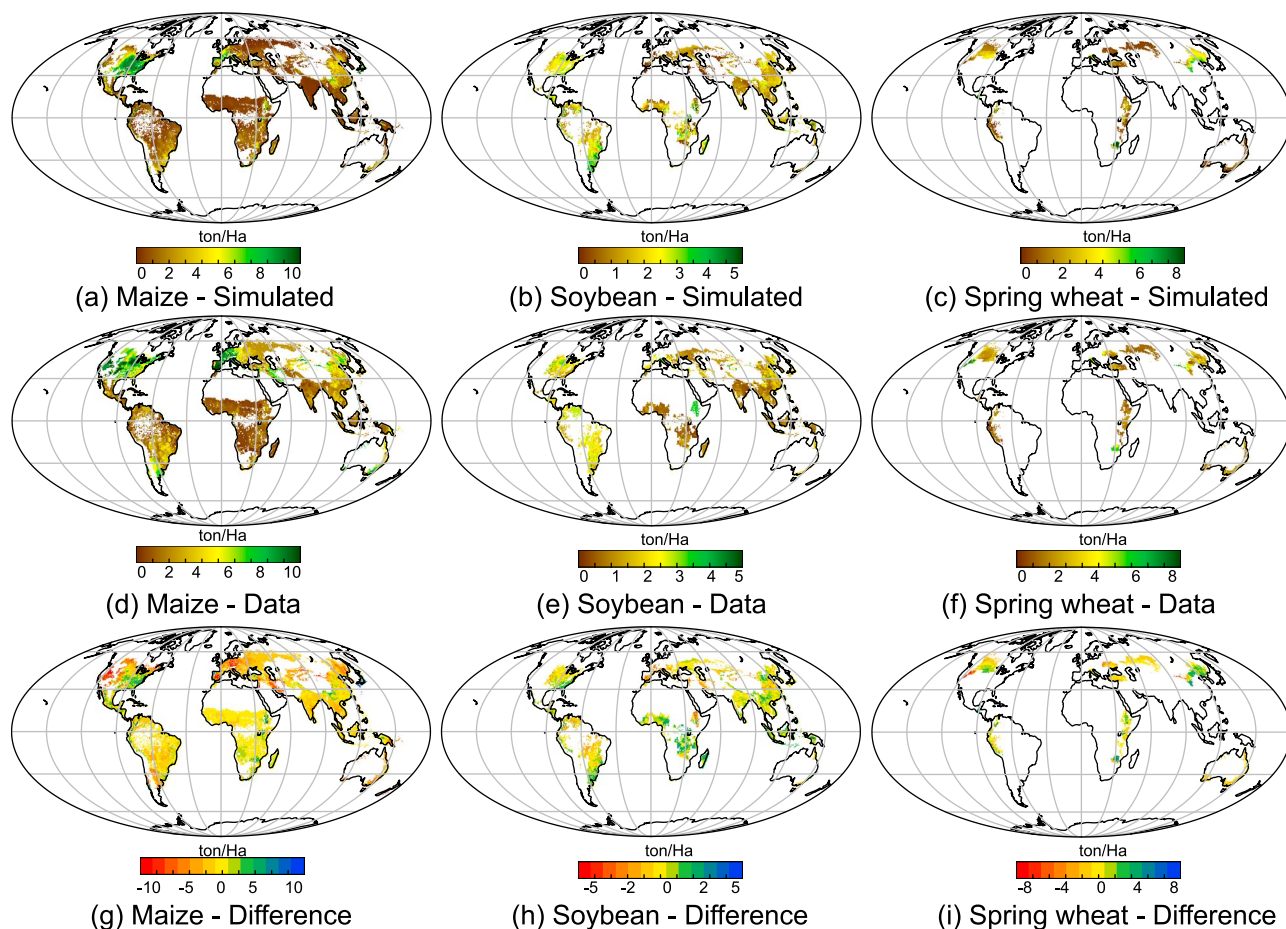 ton/Ha ton/Ha ton/Ha
0 2 4 6 8 10 0 1 2 3 4 5 0 2 4 6 8
(a) Maize - Simulated (b) Soybean - Simulated (c) Spring wheat - Simulated
ton/Ha ton/Ha ton/Ha
0 2 4 6 8 10 0 1 2 3 4 5 0 2 4 6 8
(d) Maize - Data (e) Soybean - Data (f) Spring wheat - Data
ton/Ha ton/Ha ton/Ha
-10 -5 0 5 10 -5 -2 0 2 5 -8 -4 0 4 8
(g) Maize - Difference (h) Soybean - Difference (i) Spring wheat - Difference